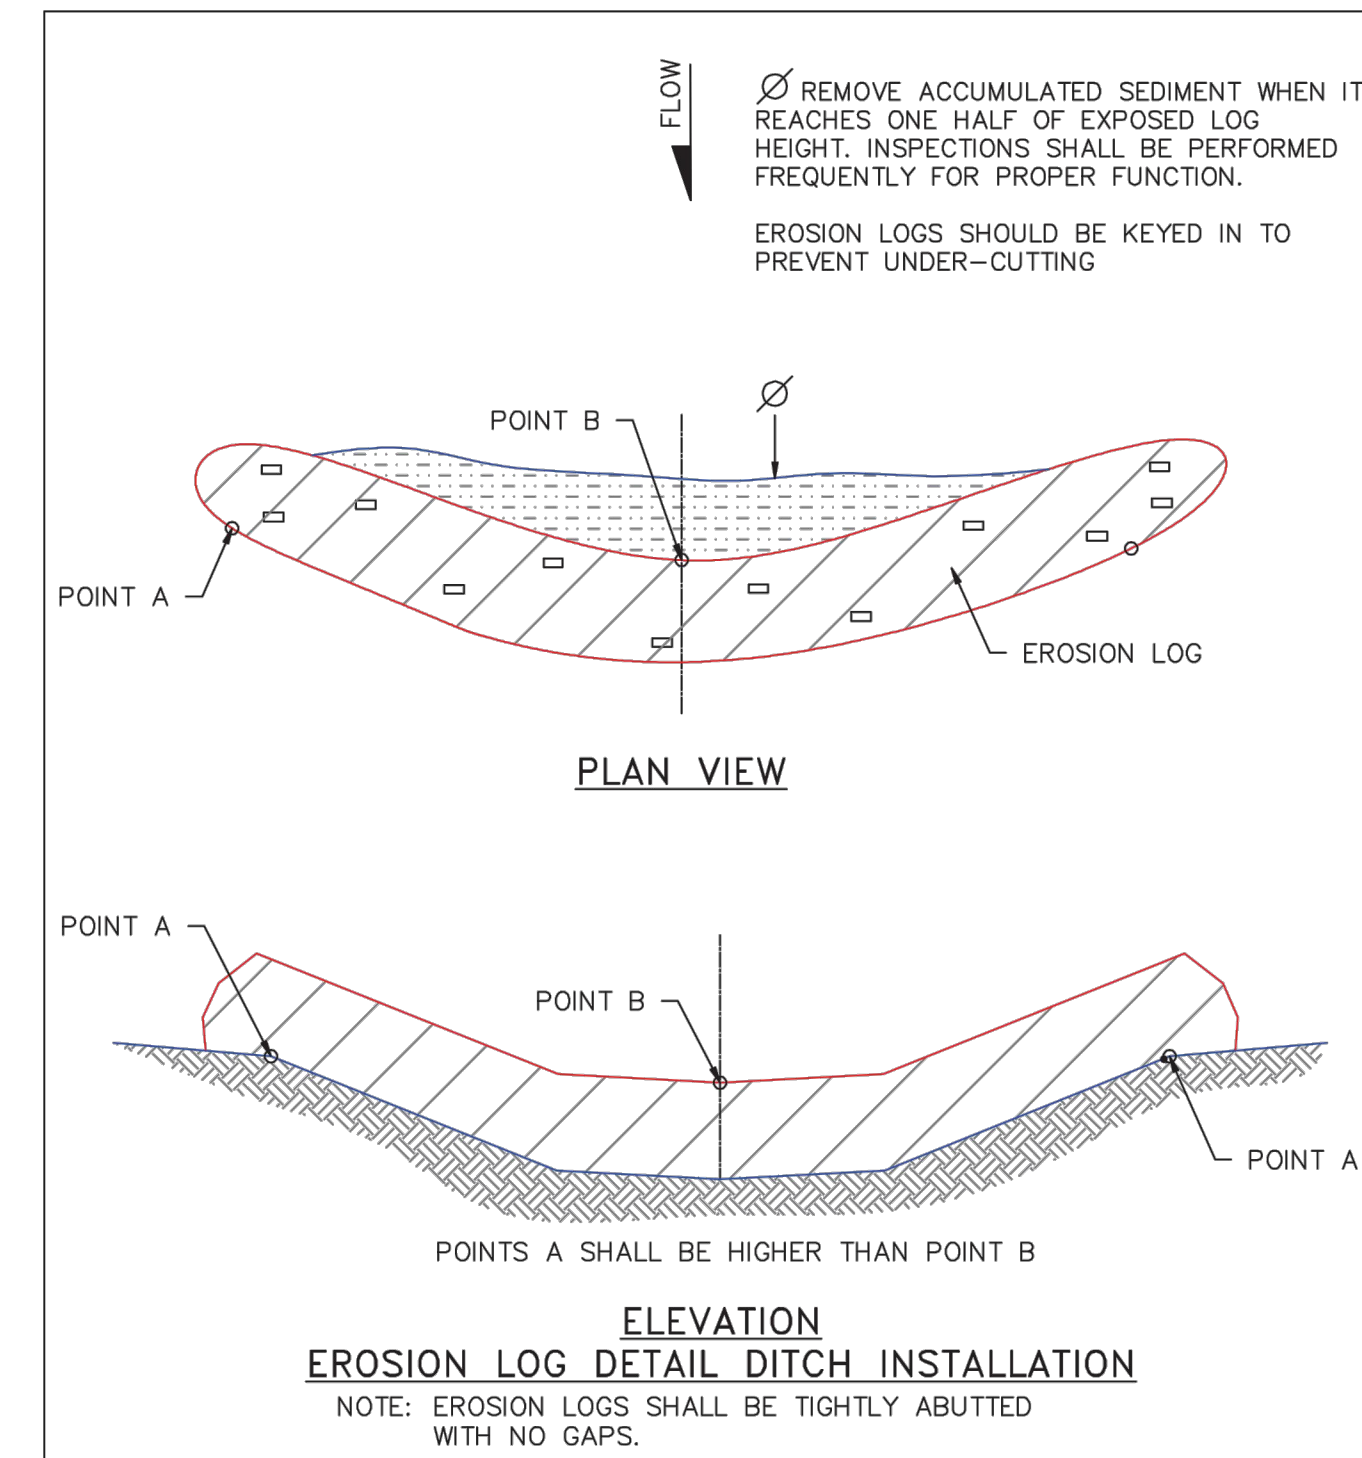 FLOW
Ø REMOVE ACCUMULATED SEDIMENT WHEN IT
REACHES ONE HALF OF EXPOSED LOG
HEIGHT. INSPECTIONS SHALL BE PERFORMED
FREQUENTLY FOR PROPER FUNCTION.
EROSION LOGS SHOULD BE KEYED IN TO
PREVENT UNDER-CUTTING
Ø
POINT B
POINT A
EROSION LOG
PLAN VIEW
POINT A
POINT B
POINT A
POINTS A SHALL BE HIGHER THAN POINT B
ELEVATION
EROSION LOG DETAIL DITCH INSTALLATION
NOTE: EROSION LOGS SHALL BE TIGHTLY ABUTTED
WITH NO GAPS.